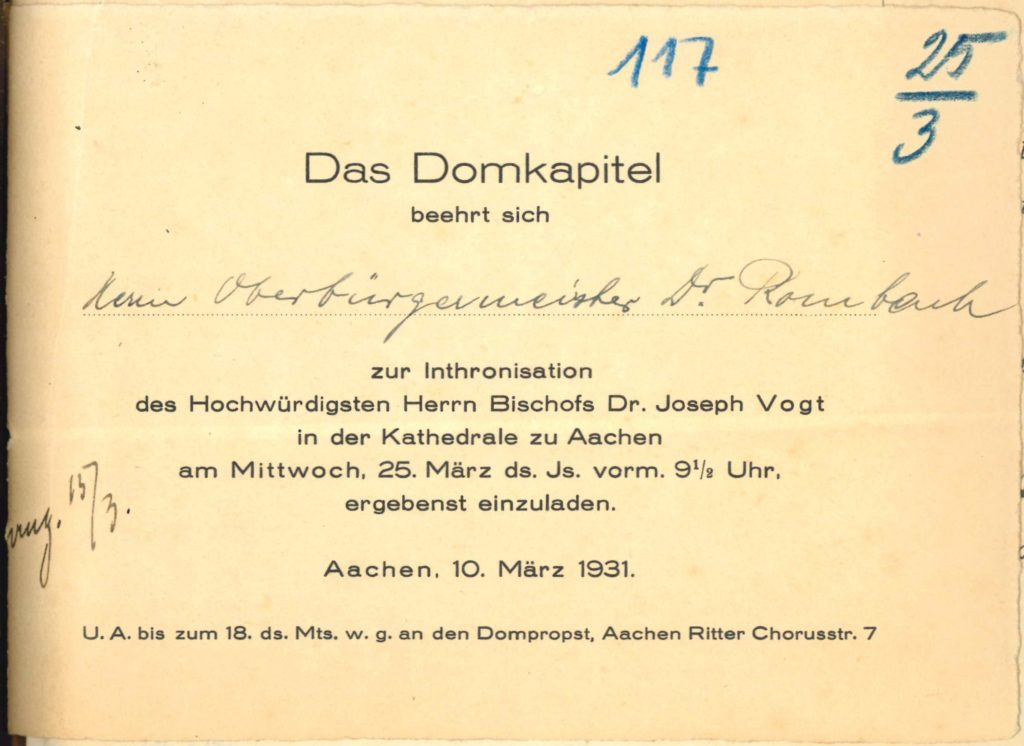 117
25
3
Das Domkapitel
beehrt sich
Herrn Oberbürgermeister Dr. Rombach
zur Inthronisation
des Hochwürdigsten Herrn Bischofs Dr. Joseph Vogt
in der Kathedrale zu Aachen
am Mittwoch, 25. März ds. Js. vorm. 9½ Uhr,
ergebenst einzuladen.
15/3.
Aachen, 10. März 1931.
U. A. bis zum 18. ds. Mts. w. g. an den Dompropst, Aachen Ritter Chorusstr. 7